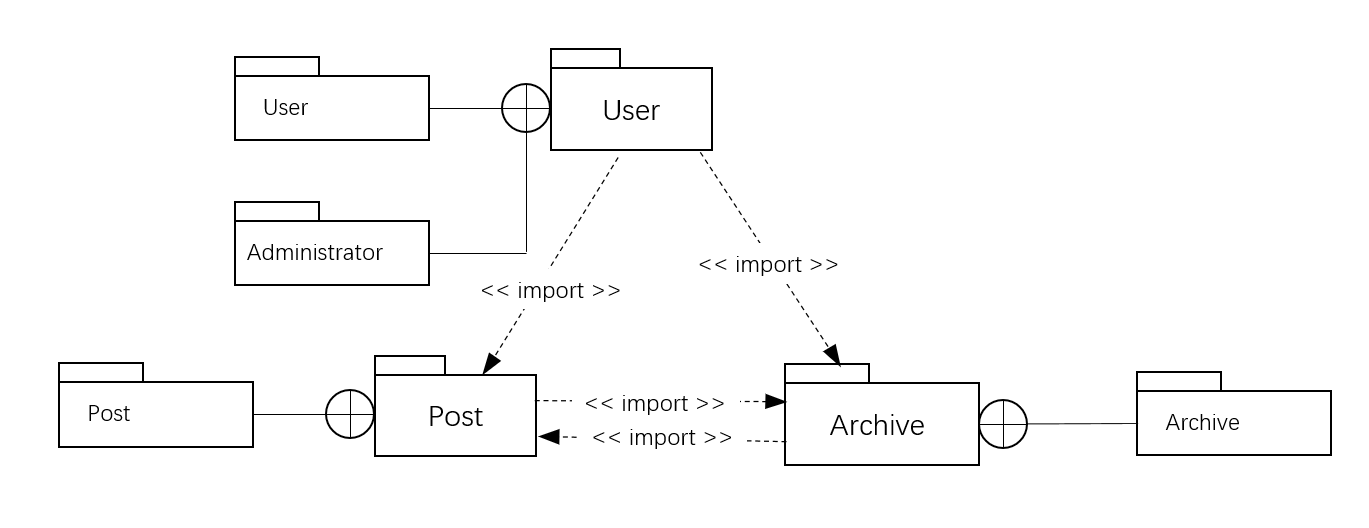 User
User
Administrator
<< import >>
<< import >>
Post
Post
<< import >>
<< import >>
Archive
Archive